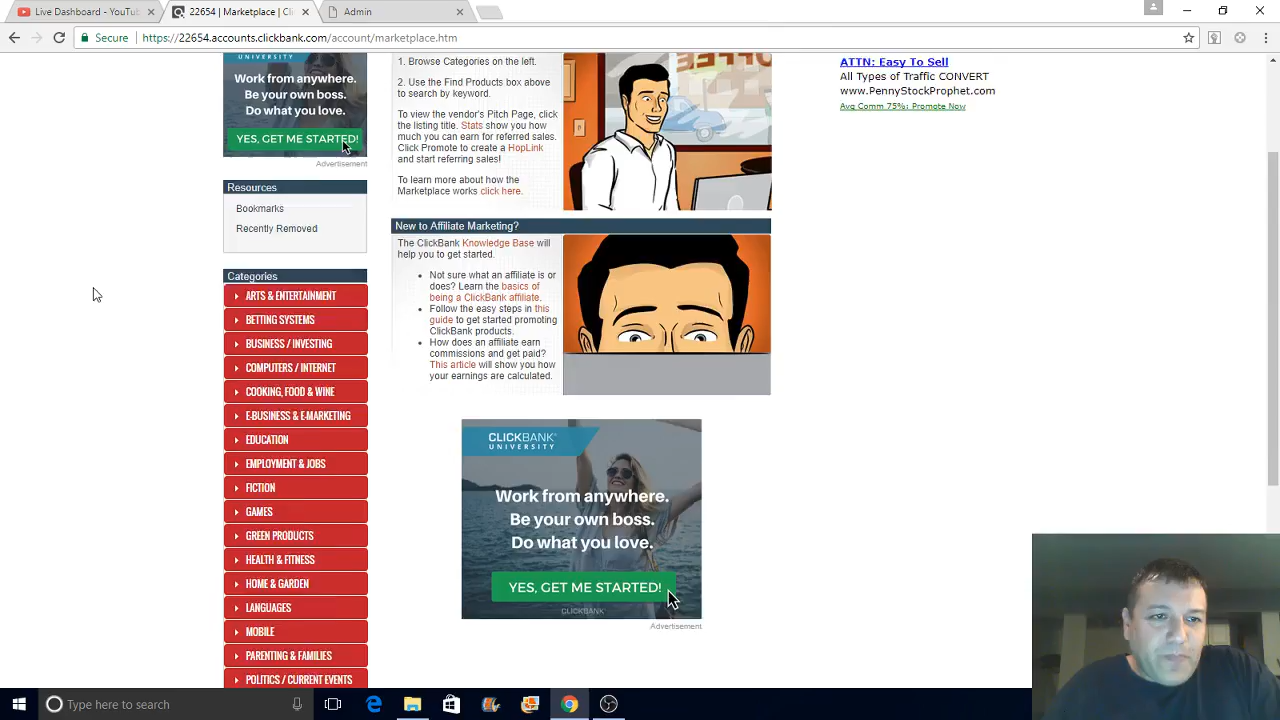 Live Dashboard - YouTub
22654 | Marketplace | Cli
Admin
Secure
https://22654.accounts.clickbank.com/account/marketplace.htm
UNIVERSITY
Work from anywhere.
Be your own boss.
Do what you love.
YES, GET ME STARTED!
Advertisement
Resources
Bookmarks
Recently Removed
Categories
ARTS & ENTERTAINMENT
BETTING SYSTEMS
BUSINESS / INVESTING
COMPUTERS / INTERNET
COOKING, FOOD & WINE
E-BUSINESS & E-MARKETING
EDUCATION
EMPLOYMENT & JOBS
FICTION
GAMES
GREEN PRODUCTS
HEALTH & FITNESS
HOME & GARDEN
LANGUAGES
MOBILE
PARENTING & FAMILIES
POLITICS / CURRENT EVENTS
1. Browse Categories on the left.
2. Use the Find Products box above
to search by keyword.
To view the vendor's Pitch Page, click
the listing title. Stats show you how
much you can earn for referred sales.
Click Promote to create a HopLink
and start referring sales!
To learn more about how the
Marketplace works click here.
New to Affiliate Marketing?
The ClickBank Knowledge Base will
help you to get started.
• Not sure what an affiliate is or
does? Learn the basics of
being a ClickBank affiliate.
• Follow the easy steps in this
guide to get started promoting
ClickBank products.
• How does an affiliate earn
commissions and get paid?
This article will show you how
your earnings are calculated.
CLICKBANK®
UNIVERSITY
Work from anywhere.
Be your own boss.
Do what you love.
YES, GET ME STARTED!
CLICKBANK
Advertisement
ATTN: Easy To Sell
All Types of Traffic CONVERT
www.PennyStockProphet.com
Avg Comm 75%: Promote Now
Type here to search